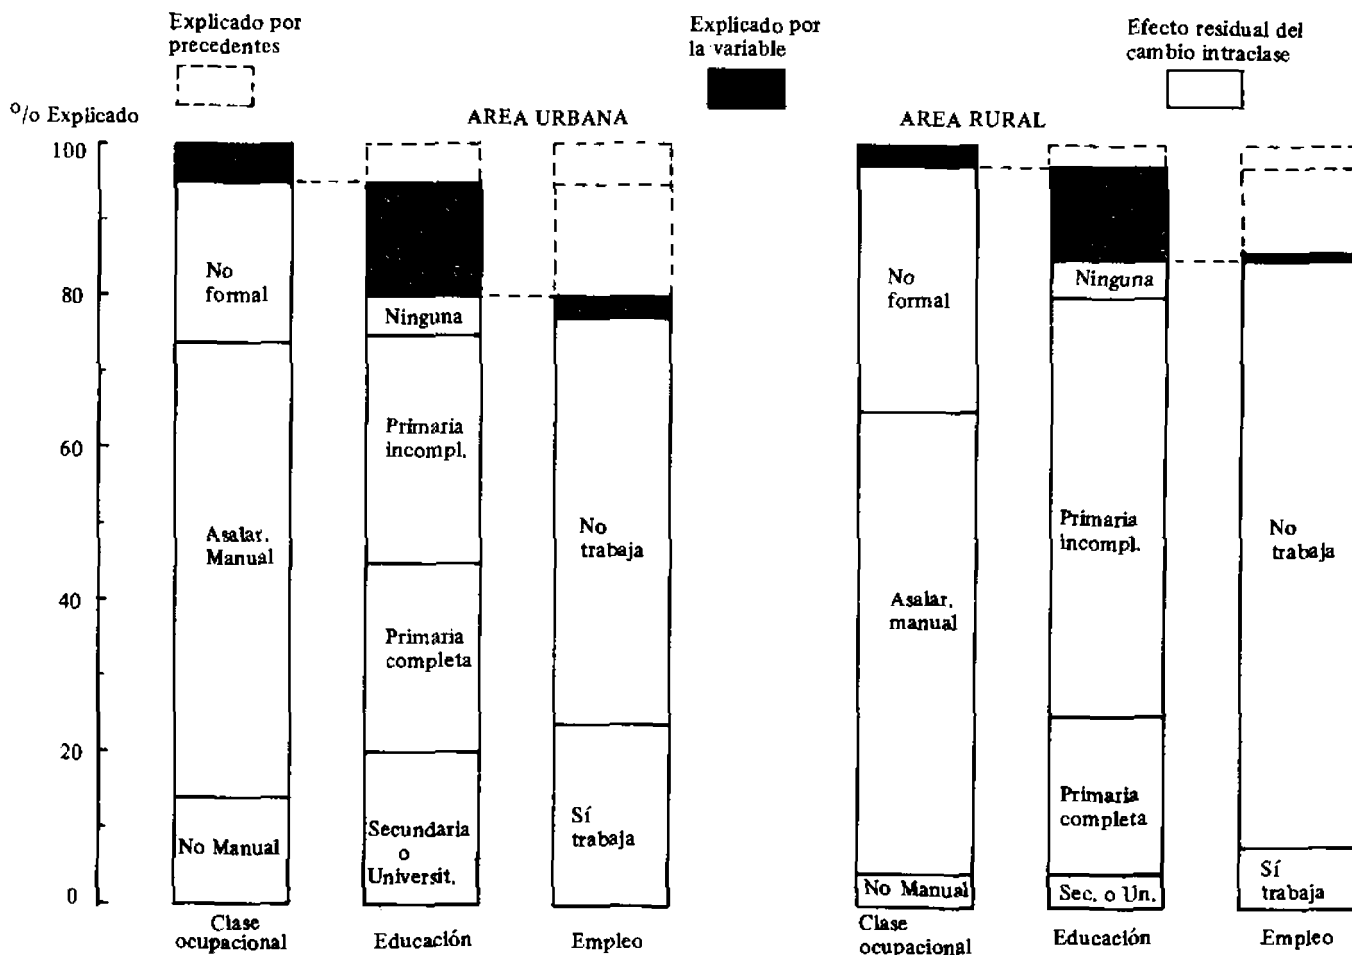 Explicado por
precedentes
Explicado por
la variable
Efecto residual del
cambio intraclase
o/o Explicado
AREA URBANA
AREA RURAL
100
80
60
40
20
0
No
formal
Asalar.
Manual
No Manual
Clase
ocupacional
Ninguna
Primaria
incompl.
Primaria
completa
Secundaria
o
Universit.
Educación
No
trabaja
Sí
trabaja
Empleo
No
formal
Asalar.
manual
No Manual
Clase
ocupacional
Ninguna
Primaria
incompl.
Primaria
completa
Sec. o Un.
Educación
No
trabaja
Sí
trabaja
Empleo